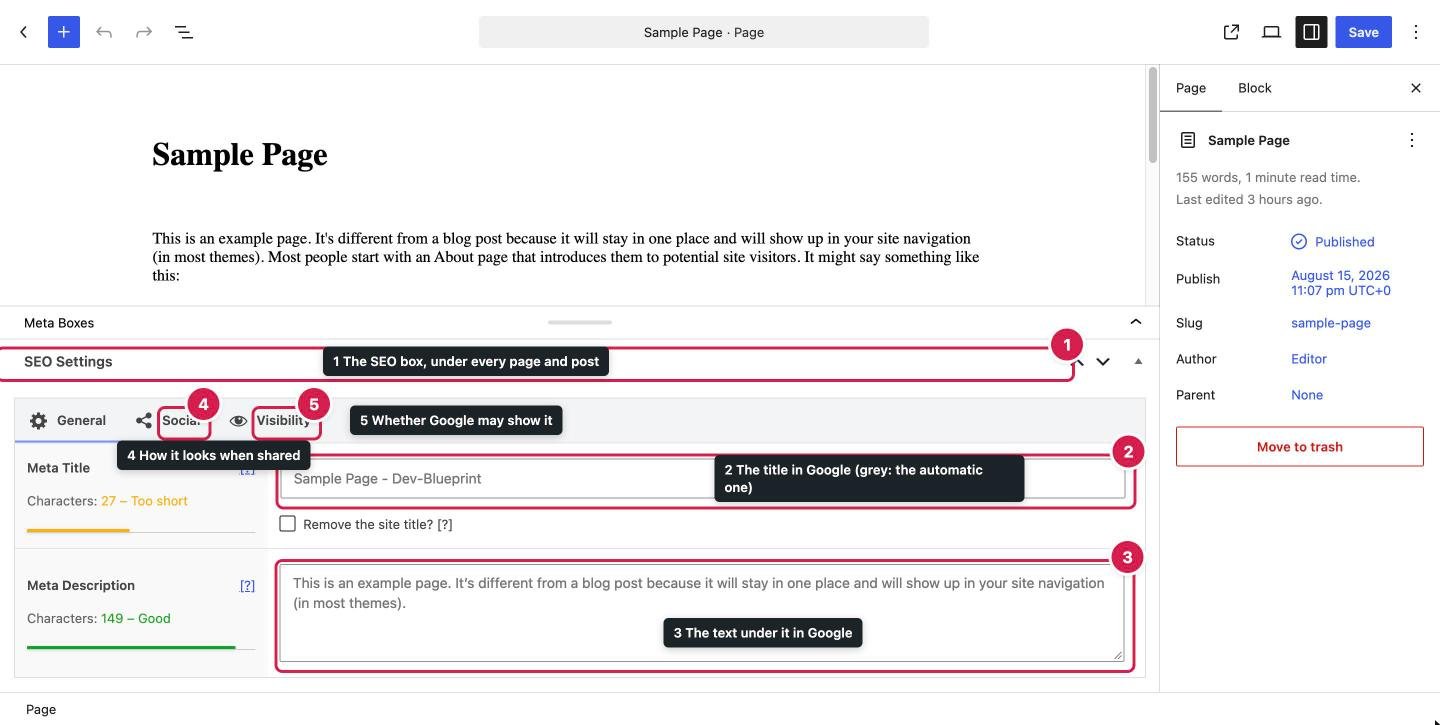 Sample Page · Page
Save
Page
Block
Sample Page
155 words, 1 minute read time.
Last edited 3 hours ago.
Status
Published
Publish
August 15, 2026
11:07 pm UTC+0
Slug
sample-page
Author
Editor
Parent
None
Move to trash
Sample Page
This is an example page. It's different from a blog post because it will stay in one place and will show up in your site navigation
(in most themes). Most people start with an About page that introduces them to potential site visitors. It might say something like
this:
Meta Boxes
SEO Settings
1 The SEO box, under every page and post
1
General
Social
4
Visibility
5
5 Whether Google may show it
4 How it looks when shared
Meta Title
[?]
Characters: 27 – Too short
Sample Page - Dev-Blueprint
2 The title in Google (grey: the automatic
one)
2
Remove the site title? [?]
Meta Description
[?]
Characters: 149 – Good
This is an example page. It’s different from a blog post because it will stay in one place and will show up in your site navigation
(in most themes).
3 The text under it in Google
3
Page